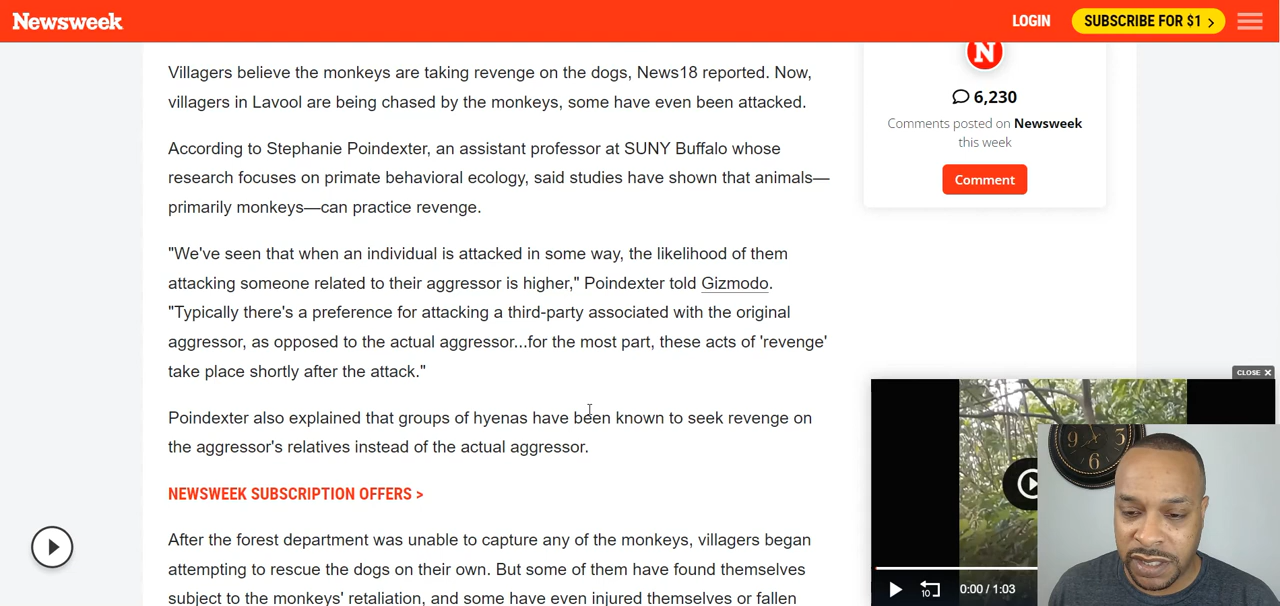 Newsweek
LOGIN
SUBSCRIBE FOR $1 >
Villagers believe the monkeys are taking revenge on the dogs, News18 reported. Now,
villagers in Lavool are being chased by the monkeys, some have even been attacked.
According to Stephanie Poindexter, an assistant professor at SUNY Buffalo whose
research focuses on primate behavioral ecology, said studies have shown that animals—
primarily monkeys—can practice revenge.
"We've seen that when an individual is attacked in some way, the likelihood of them
attacking someone related to their aggressor is higher," Poindexter told Gizmodo.
"Typically there's a preference for attacking a third-party associated with the original
aggressor, as opposed to the actual aggressor...for the most part, these acts of 'revenge'
take place shortly after the attack."
Poindexter also explained that groups of hyenas have been known to seek revenge on
the aggressor's relatives instead of the actual aggressor.
NEWSWEEK SUBSCRIPTION OFFERS >
After the forest department was unable to capture any of the monkeys, villagers began
attempting to rescue the dogs on their own. But some of them have found themselves
subject to the monkeys' retaliation, and some have even injured themselves or fallen
N
6,230
Comments posted on Newsweek
this week
Comment
CLOSE X
9 3
6
10
0:00 / 1:03